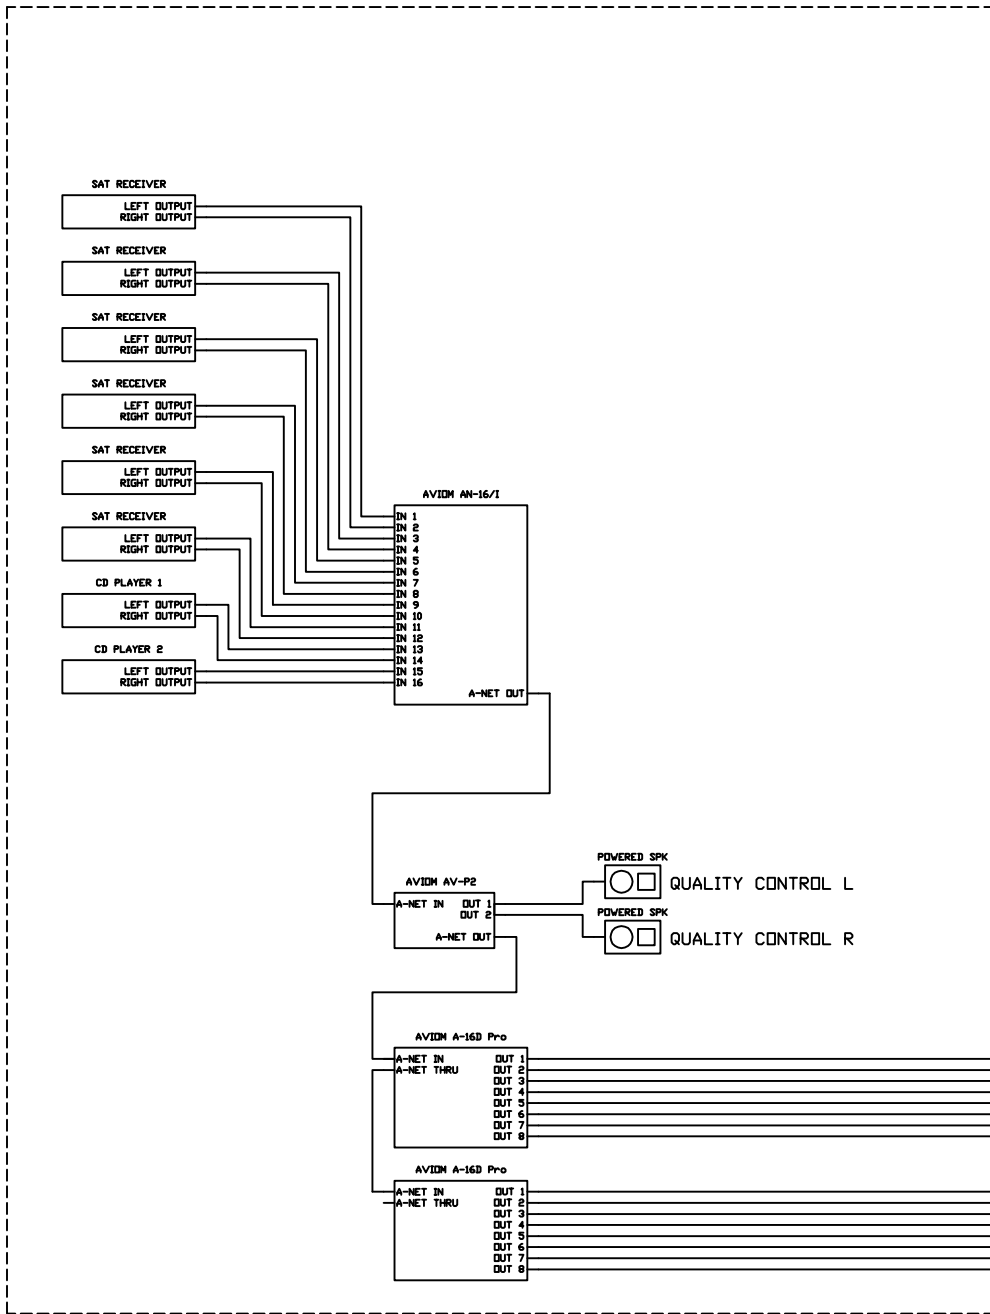 SAT RECEIVER
LEFT OUTPUT
RIGHT OUTPUT
SAT RECEIVER
LEFT OUTPUT
RIGHT OUTPUT
SAT RECEIVER
LEFT OUTPUT
RIGHT OUTPUT
SAT RECEIVER
LEFT OUTPUT
RIGHT OUTPUT
SAT RECEIVER
LEFT OUTPUT
RIGHT OUTPUT
SAT RECEIVER
LEFT OUTPUT
RIGHT OUTPUT
CD PLAYER 1
LEFT OUTPUT
RIGHT OUTPUT
CD PLAYER 2
LEFT OUTPUT
RIGHT OUTPUT
AVIOM AN-16/I
IN 1
IN 2
IN 3
IN 4
IN 5
IN 6
IN 7
IN 8
IN 9
IN 10
IN 11
IN 12
IN 13
IN 14
IN 15
IN 16
A-NET OUT
AVIOM AV-P2
A-NET IN OUT 1
OUT 2
A-NET OUT
POWERED SPK
QUALITY CONTROL L
POWERED SPK
QUALITY CONTROL R
AVIOM A-16D Pro
A-NET IN OUT 1
A-NET THRU OUT 2
OUT 3
OUT 4
OUT 5
OUT 6
OUT 7
OUT 8
AVIOM A-16D Pro
A-NET IN OUT 1
A-NET THRU OUT 2
OUT 3
OUT 4
OUT 5
OUT 6
OUT 7
OUT 8